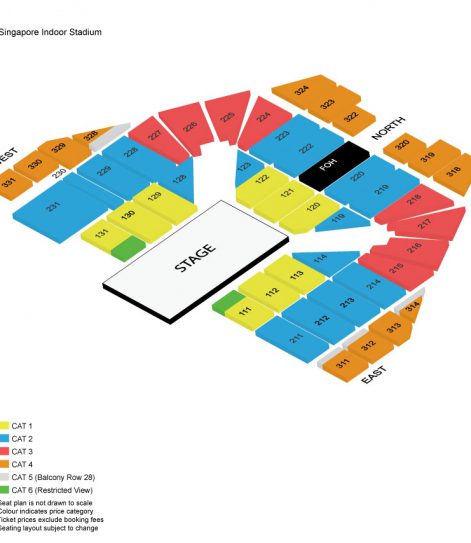 Singapore Indoor Stadium
324
323
322
NORTH
320
319
318
225
224
226
227
223
222
FOH
220
219
218
217
216
215
EST
328
329
330
331
230
229
228
231
128
129
130
131
123
122
121
120
119
STAGE
114
113
112
111
214
213
212
211
314
313
312
311
EAST
CAT 1
CAT 2
CAT 3
CAT 4
CAT 5 (Balcony Row 28)
CAT 6 (Restricted View)
Seat plan is not drawn to scale
Colour indicates price category
Ticket prices exclude booking fees
Seating layout subject to change